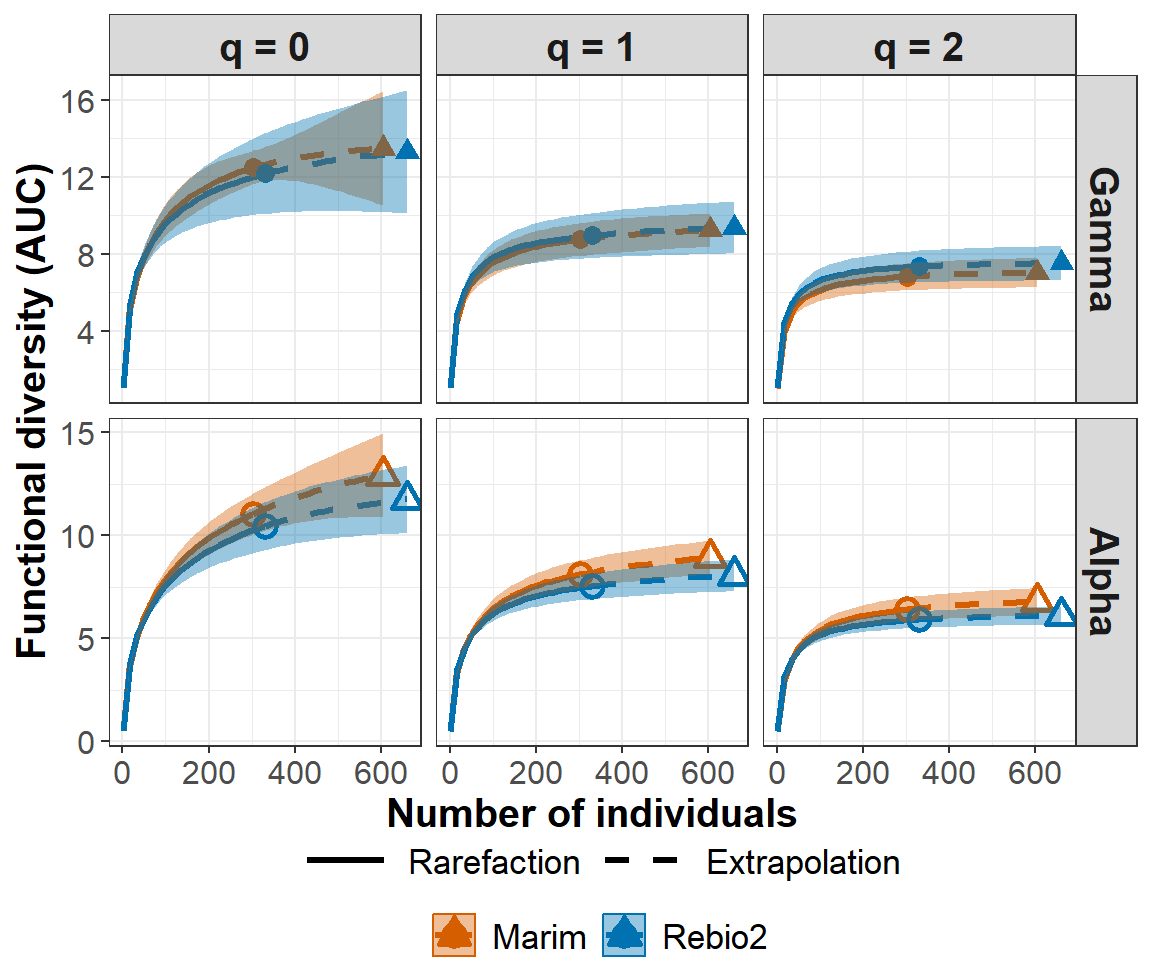 q = 0 q = 1 q = 2
Functional diversity (AUC)
16
12
8
4
Gamma
15
10
5
0
Alpha
0 200 400 600 0 200 400 600 0 200 400 600
Number of individuals
Rarefaction Extrapolation
Marim Rebio2